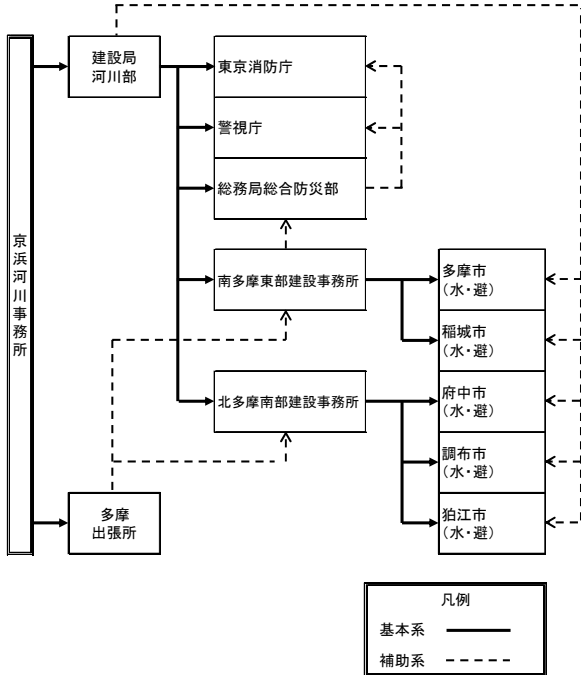 京浜河川事務所
建設局
河川部
東京消防庁
警視庁
総務局総合防災部
南多摩東部建設事務所
多摩市
（水・避）
稲城市
（水・避）
北多摩南部建設事務所
府中市
（水・避）
調布市
（水・避）
狛江市
（水・避）
多摩
出張所
凡例
基本系
補助系